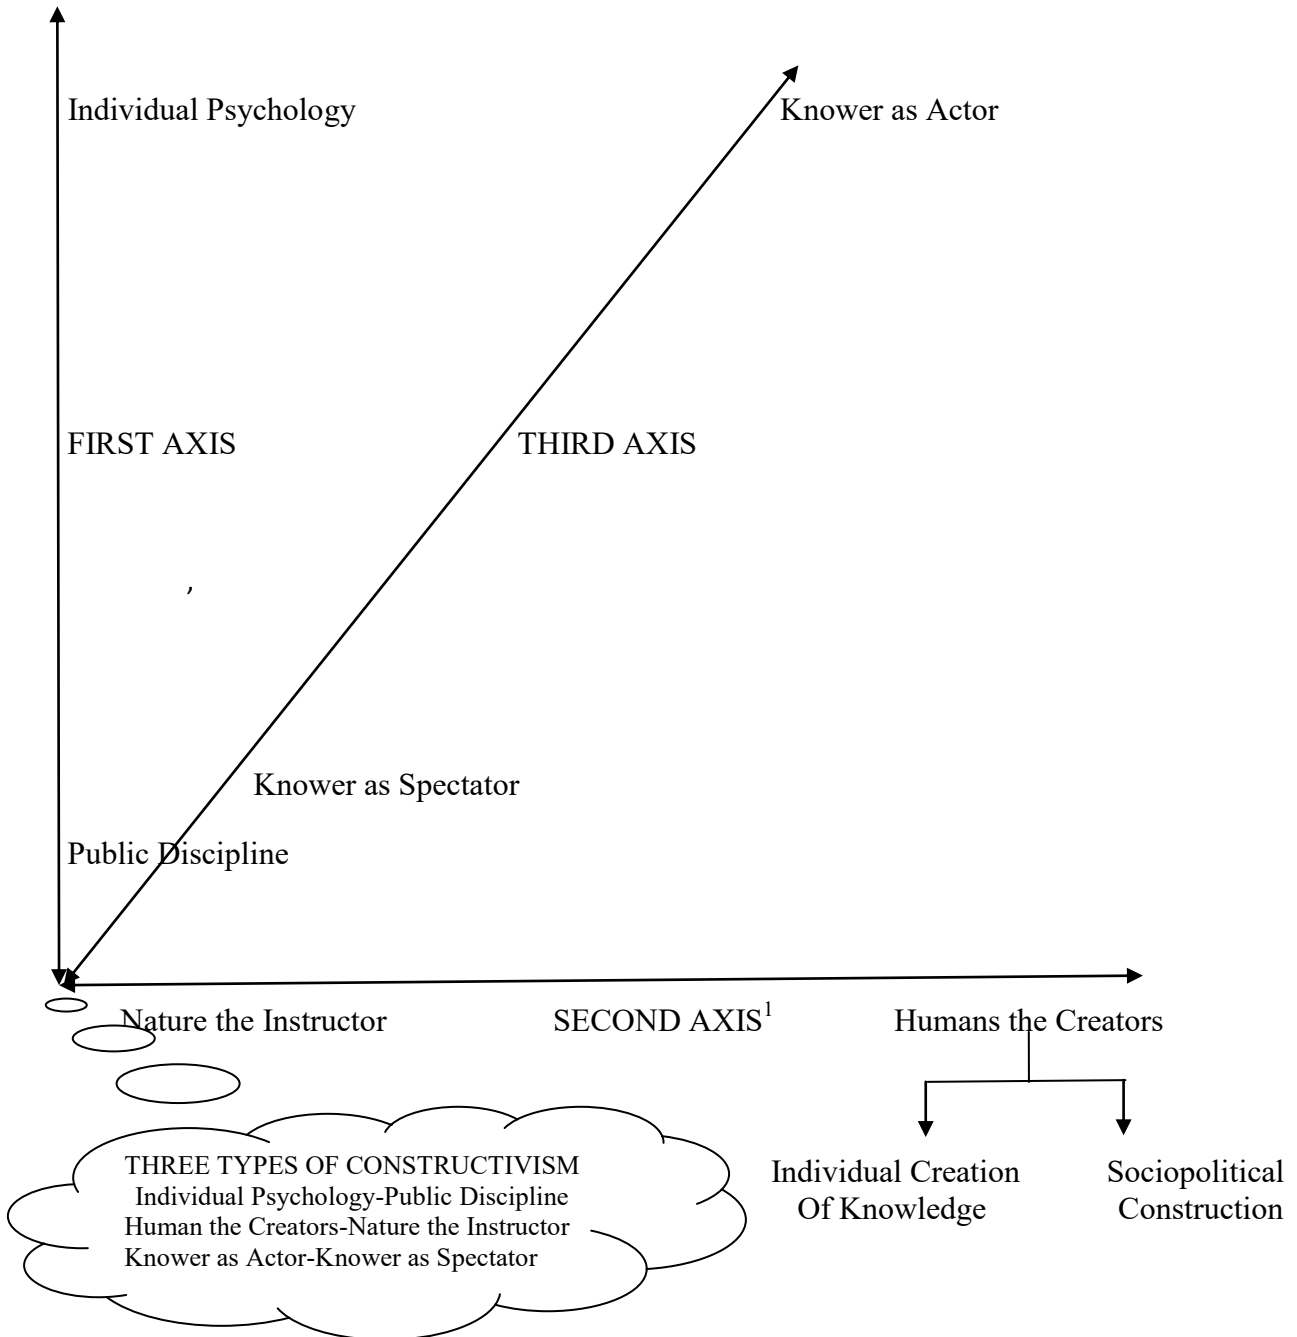 Individual Psychology
Knower as Actor
FIRST AXIS
THIRD AXIS
,
Knower as Spectator
Public Discipline
Nature the Instructor
SECOND AXIS¹
Humans the Creators
THREE TYPES OF CONSTRUCTIVISM
Individual Psychology-Public Discipline
Human the Creators-Nature the Instructor
Knower as Actor-Knower as Spectator
Individual Creation
Of Knowledge
Sociopolitical
Construction